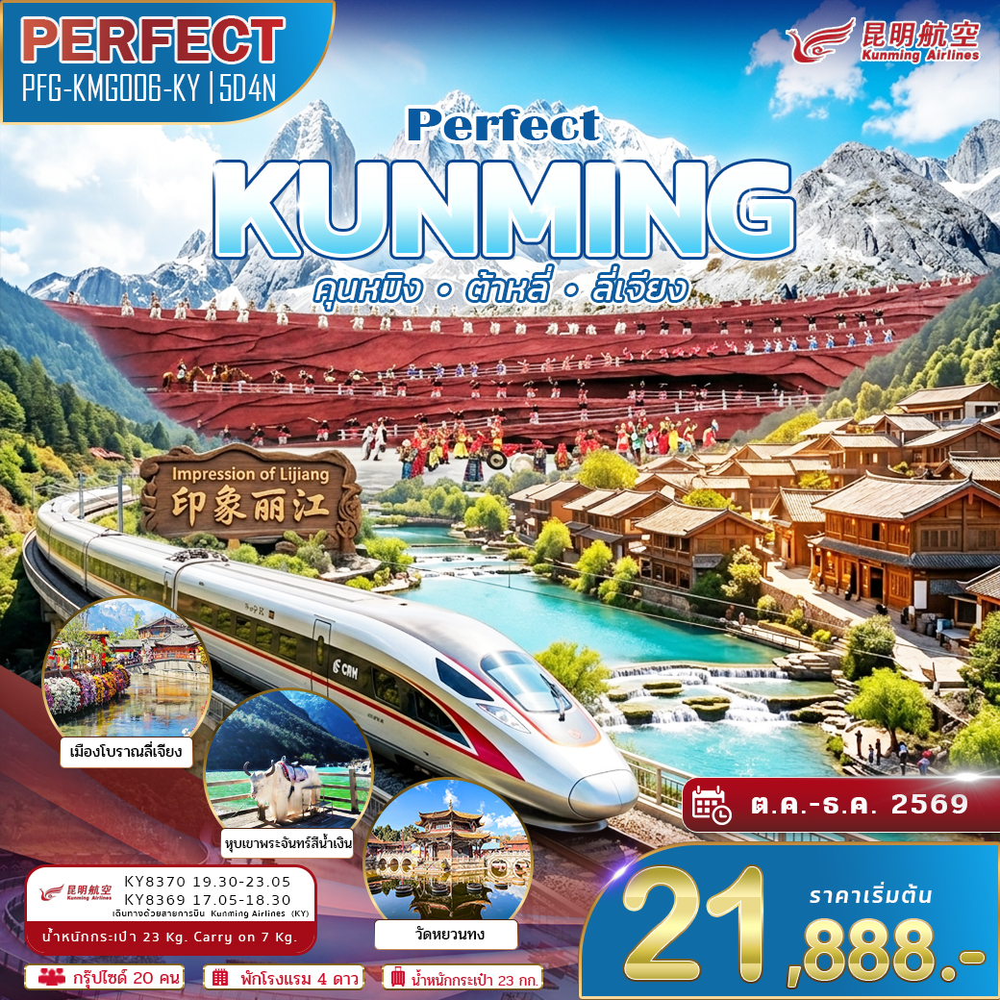 PERFECT
PFG-KMG006-KY | 5D4N
昆明航空
Kunming Airlines
Perfect
KUNMING
คุนหมิง • ต้าหลี่ • ลี่เจียง
Impression of Lijiang
印象丽江
CRH
เมืองโบราณลี่เจียง
หุบเขาพระจันทร์สีน้ำเงิน
วัดหยวนทง
ต.ค.-ธ.ค. 2569
ราคาเริ่มต้น
21,888.-
昆明航空
Kunming Airlines
KY8370 19.30-23.05
KY8369 17.05-18.30
เดินทางด้วยสายการบิน Kunming Airlines (KY)
น้ำหนักกระเป๋า 23 Kg. Carry on 7 Kg.
กรุ๊ปไซด์ 20 คน
พักโรงแรม 4 ดาว
น้ำหนักกระเป๋า 23 กก.